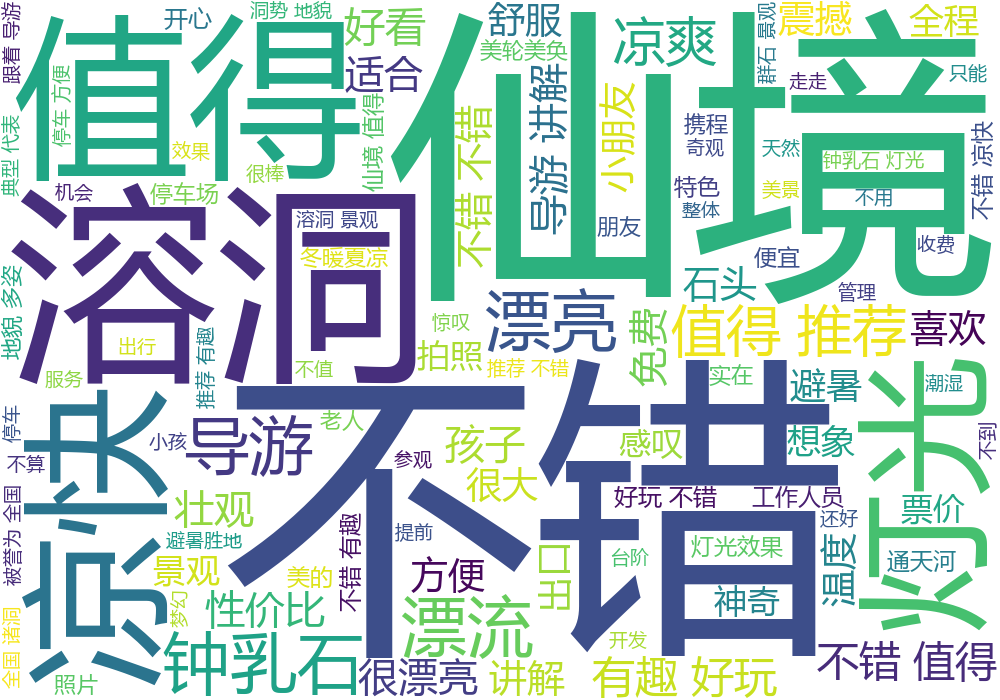 跟着 导游
开心
洞势 地貌
好看
舒服
凉爽
群石 景观
震撼
全程
值得
仙境
适合
美轮美奂
走走
只能
典型 代表
停车 方便
效果
很棒
仙境 值得
不错 不错
导游 讲解
小朋友
携程
奇观
天然
钟乳石 灯光
不错 凉快
机会
停车场
特色
美景
整体
不用
溶洞
溶洞 景观
朋友
冬暖夏凉
便宜
收费
地貌 多姿
石头
管理
漂亮
惊叹
免费
值得 推荐
喜欢
出行
推荐 有趣
不值
拍照
推荐 不错
服务
实在
避暑
潮湿
灯光
不错
凉快
停车
小孩
导游
老人
孩子
感叹
想象
不到
不算
参观
很大
好玩 不错
工作人员
被誉为 全国
壮观
不错 有趣
提前
还好
票价
避暑胜地
灯光效果
温度
通天河
景观
美的
方便
出口
台阶
神奇
全国 诸洞
梦幻
性价比
漂流
开发
照片
钟乳石
很漂亮
讲解
有趣 好玩
不错 值得